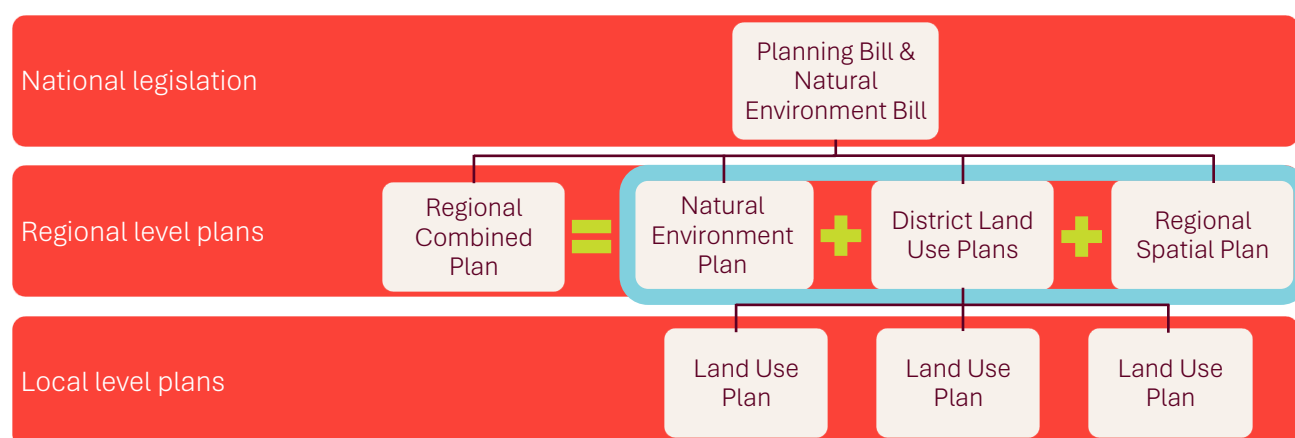 National legislation
Planning Bill &
Natural
Environment Bill
Regional level plans
Regional
Combined
Plan
=
Natural
Environment
Plan
+
District Land
Use Plans
+
Regional
Spatial Plan
Local level plans
Land Use
Plan
Land Use
Plan
Land Use
Plan